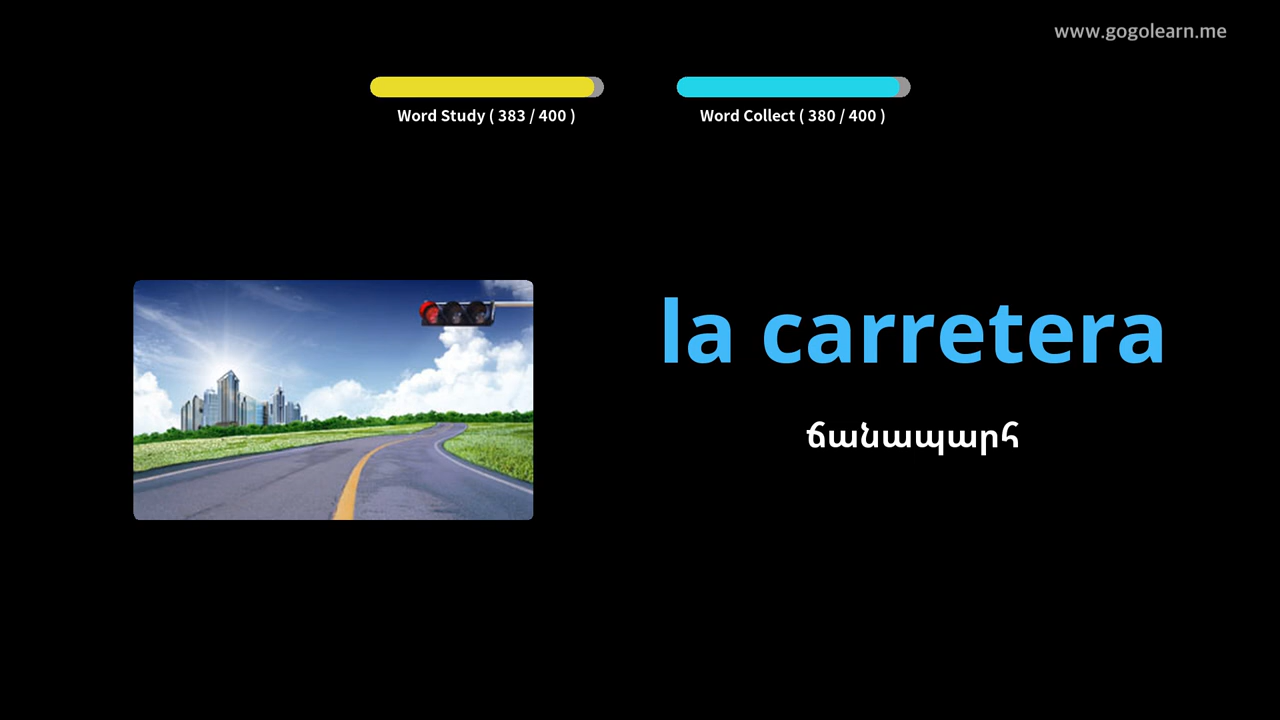 www.gogolearn.me
Word Study ( 383 / 400 )
Word Collect ( 380 / 400 )
la carretera
ճանապարհ